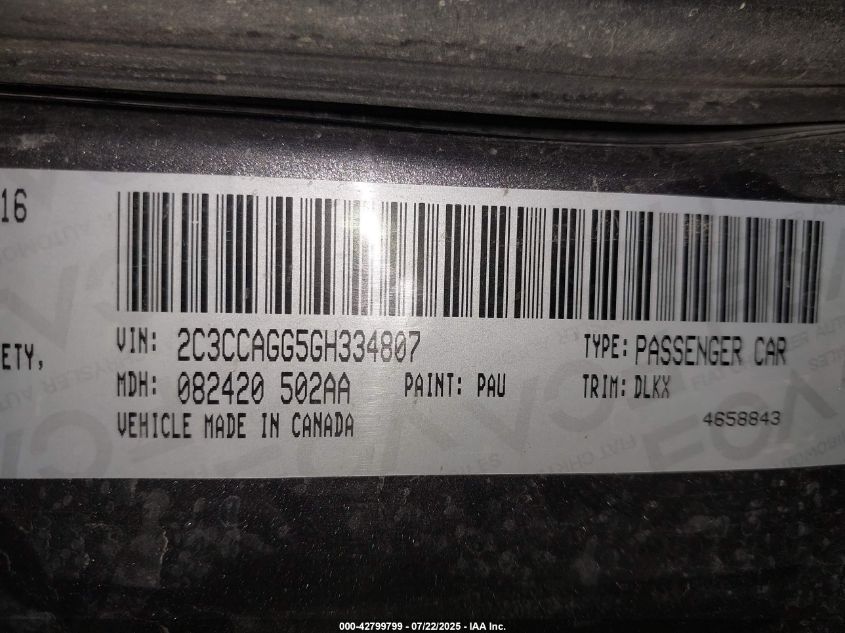 16
ETY,
VIN: 2C3CCAGG5GH334807 TYPE: PASSENGER CAR
MDH: 082420 502AA PAINT: PAU TRIM: DLKX
VEHICLE MADE IN CANADA 4658843
000-42799799 - 07/22/2025 - IAA Inc.